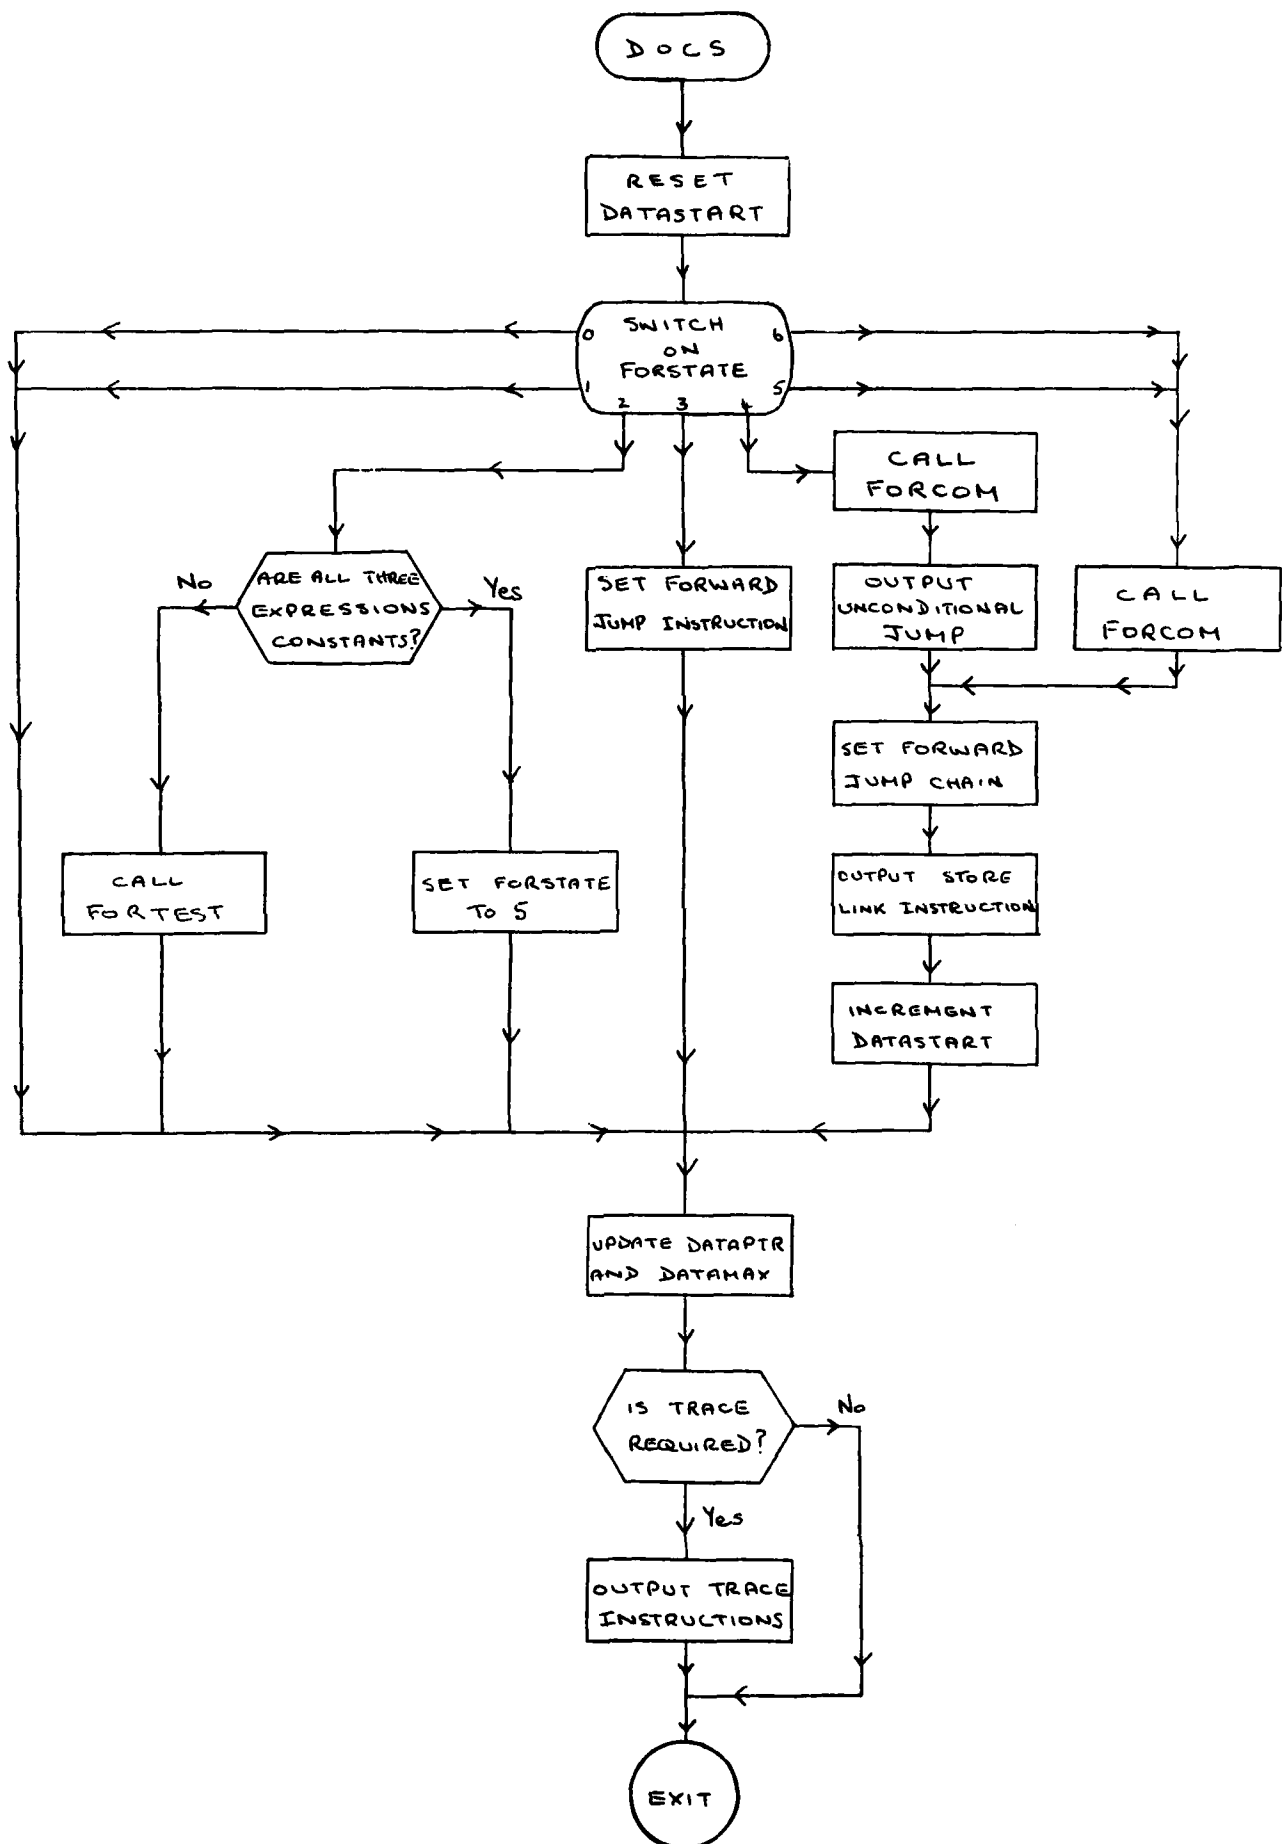 DOCS
RESET
DATASTART
SWITCH
ON
FORSTATE
0
1
2
3
4
5
6
CALL
FORCOM
ARE ALL THREE
EXPRESSIONS
CONSTANTS?
No
Yes
SET FORWARD
JUMP INSTRUCTION
OUTPUT
UNCONDITIONAL
JUMP
CALL
FORCOM
SET FORWARD
JUMP CHAIN
CALL
FORTEST
SET FORSTATE
TO 5
OUTPUT STORE
LINK INSTRUCTION
INCREMENT
DATASTART
UPDATE DATAPTR
AND DATAMAX
IS TRACE
REQUIRED?
No
Yes
OUTPUT TRACE
INSTRUCTIONS
EXIT